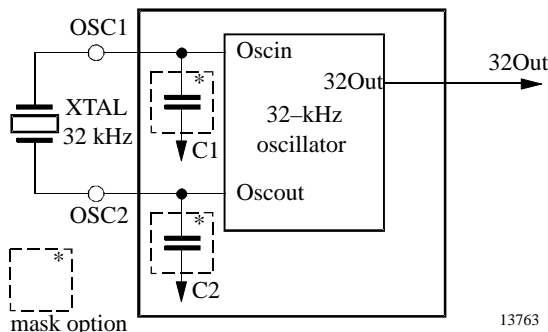 OSC1
Oscin
*
32Out
32Out
XTAL
32 kHz
32–kHz
oscillator
C1
Oscout
OSC2
*
*
C2
mask option
13763